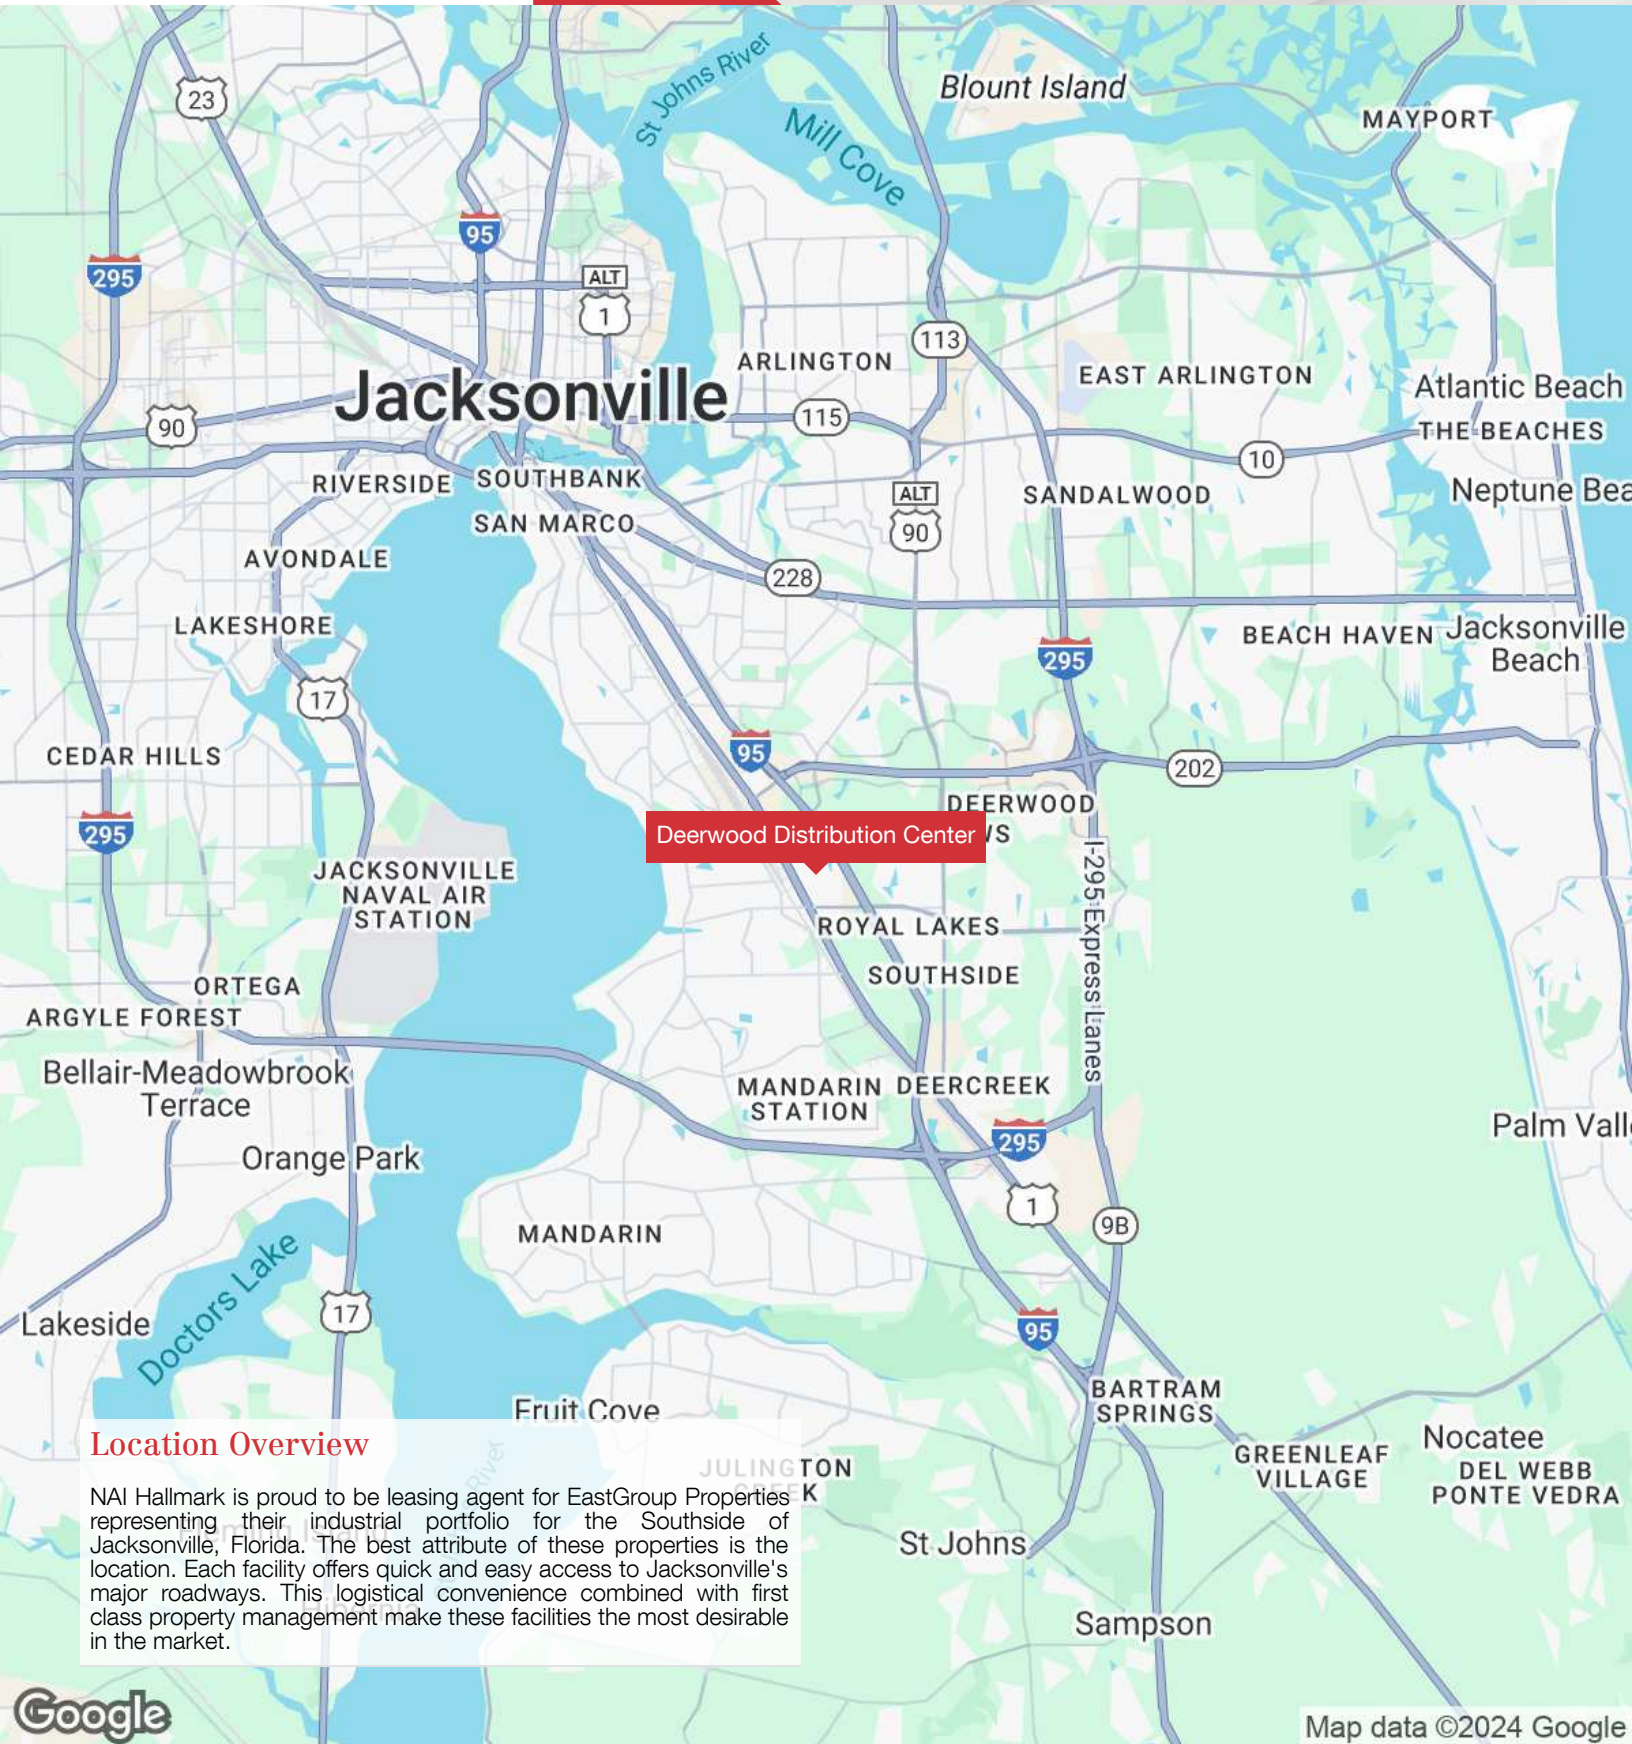 St Johns River
Blount Island
23
MAYPORT
Mill Cove
95
295
ALT
1
113
ARLINGTON
EAST ARLINGTON
Jacksonville
Atlantic Beach
115
90
THE BEACHES
10
RIVERSIDE
SOUTHBANK
ALT
SANDALWOOD
Neptune Bea
SAN MARCO
90
AVONDALE
228
LAKESHORE
BEACH HAVEN
Jacksonville
Beach
295
17
CEDAR HILLS
95
202
DEERWOOD
295
Deerwood Distribution Center
WS
I-295 Express Lanes
JACKSONVILLE
NAVAL AIR
STATION
ROYAL LAKES
SOUTHSIDE
ORTEGA
ARGYLE FOREST
Bellair-Meadowbrook
Terrace
MANDARIN
STATION
DEERCREEK
295
Palm Valle
Orange Park
1
9B
MANDARIN
Doctors Lake
17
Lakeside
95
BARTRAM
SPRINGS
Fruit Cove
Location Overview
River
JULINGTON
CREEK
GREENLEAF
VILLAGE
Nocatee
DEL WEBB
PONTE VEDRA
NAI Hallmark is proud to be leasing agent for EastGroup Properties
representing their industrial portfolio for the Southside of
Jacksonville, Florida. The best attribute of these properties is the
location. Each facility offers quick and easy access to Jacksonville's
major roadways. This logistical convenience combined with first
class property management make these facilities the most desirable
in the market.
Fleming Island
Hibernia
St Johns
Sampson
Google
Map data ©2024 Google